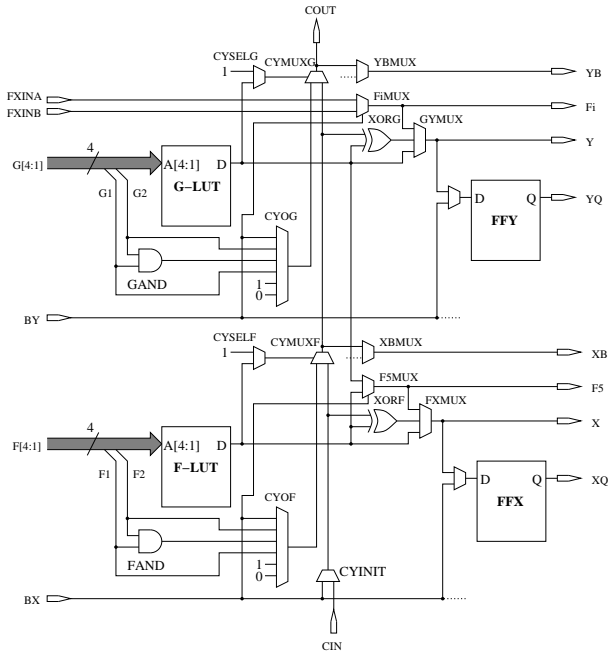 COUT
CYSELG
CYMUXG
YBMUX
1
YB
FXINA
FXINB
FiMUX
Fi
XORG
GYMUX
Y
4
G[4:1]
A[4:1] D
G-LUT
G1
G2
D Q
YQ
FFY
CYOG
GAND
1
0
BY
CYSELF
CYMUXF
XBMUX
1
XB
F5MUX
F5
XORF
FXMUX
X
4
F[4:1]
A[4:1] D
F-LUT
F1
F2
D Q
XQ
FFX
CYOF
FAND
1
0
CYINIT
BX
CIN